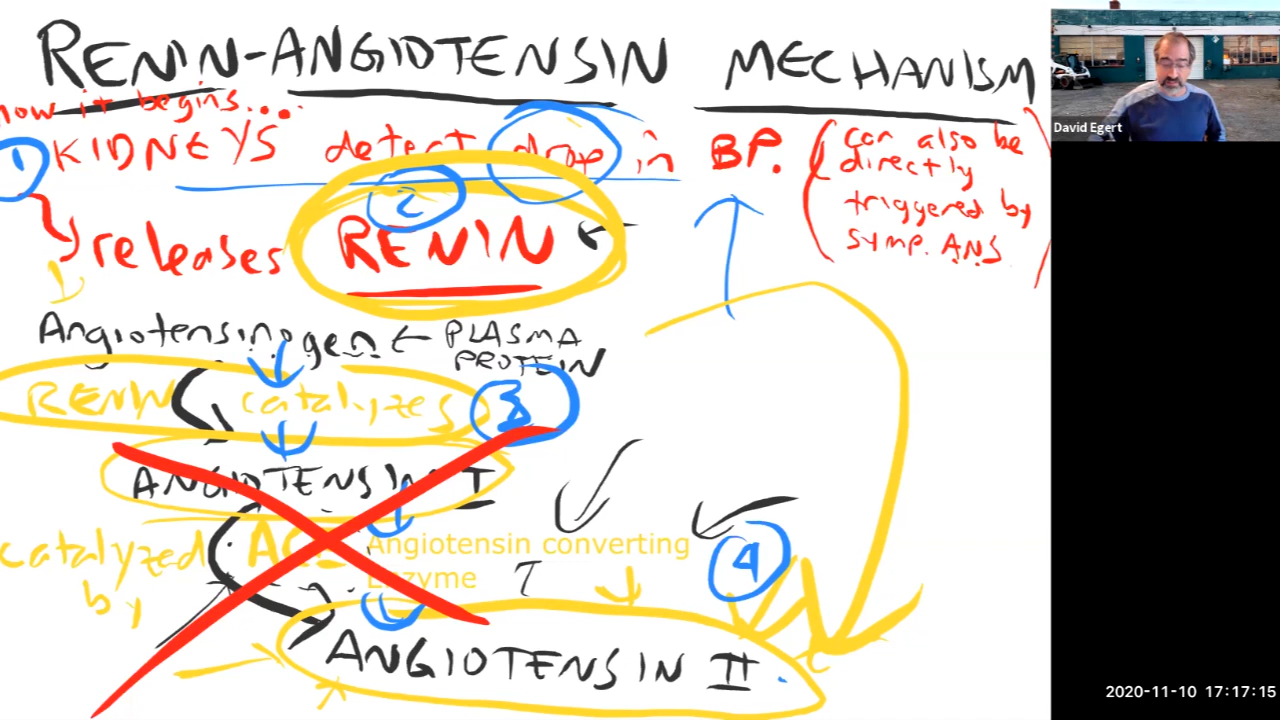 RENIN-ANGIOTENSIN MECHANISM
how it begins...
1 KIDNEYS detect drop in BP.
(can also be
directly
triggered by
symp. ANS)
2
releases RENIN
Angiotensinogen ← PLASMA
PROTEIN
RENIN catalyzes 3
ANGIOTENSIN I
catalyzed
by
ACE Angiotensin converting
Enzyme
4
ANGIOTENSIN II
David Egert
2020-11-10 17:17:15